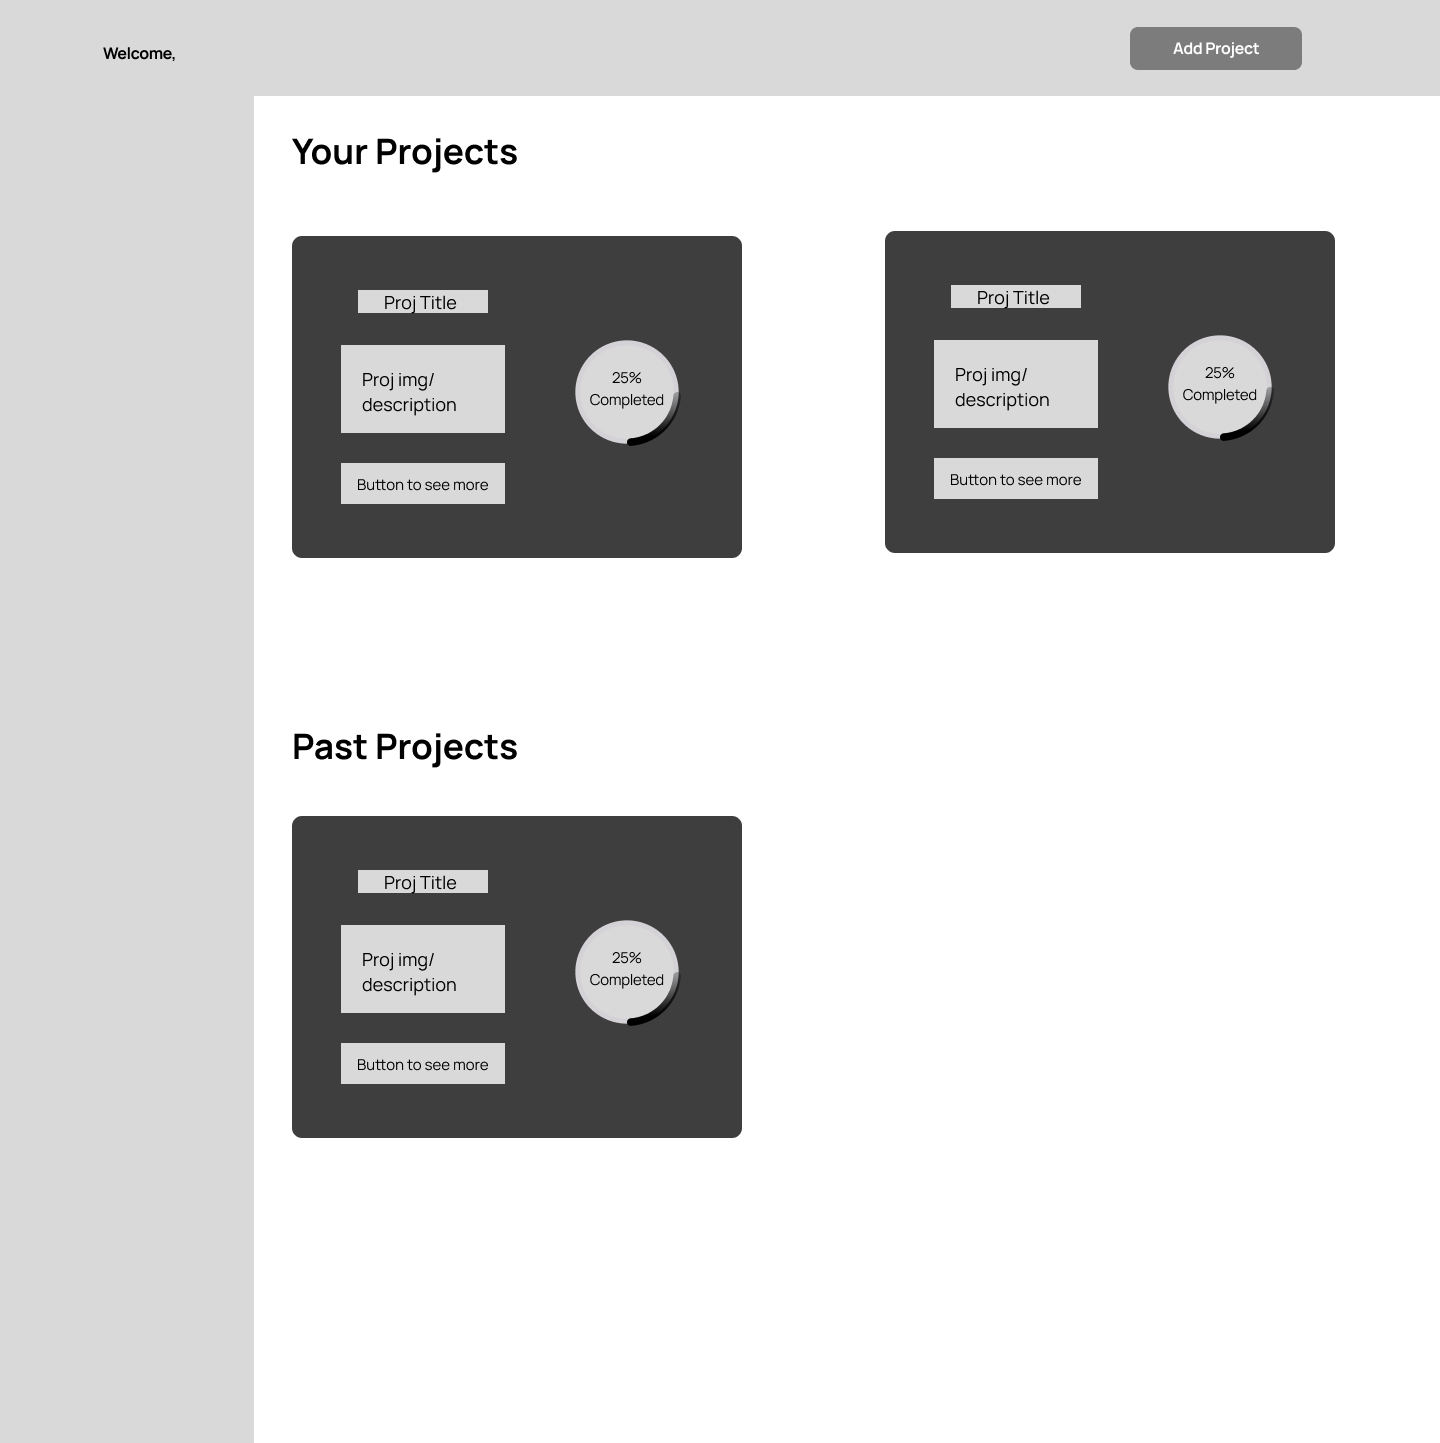 Welcome,
Add Project
Your Projects
Proj Title
Proj img/
description
Button to see more
25%
Completed
Proj Title
Proj img/
description
Button to see more
25%
Completed
Past Projects
Proj Title
Proj img/
description
Button to see more
25%
Completed